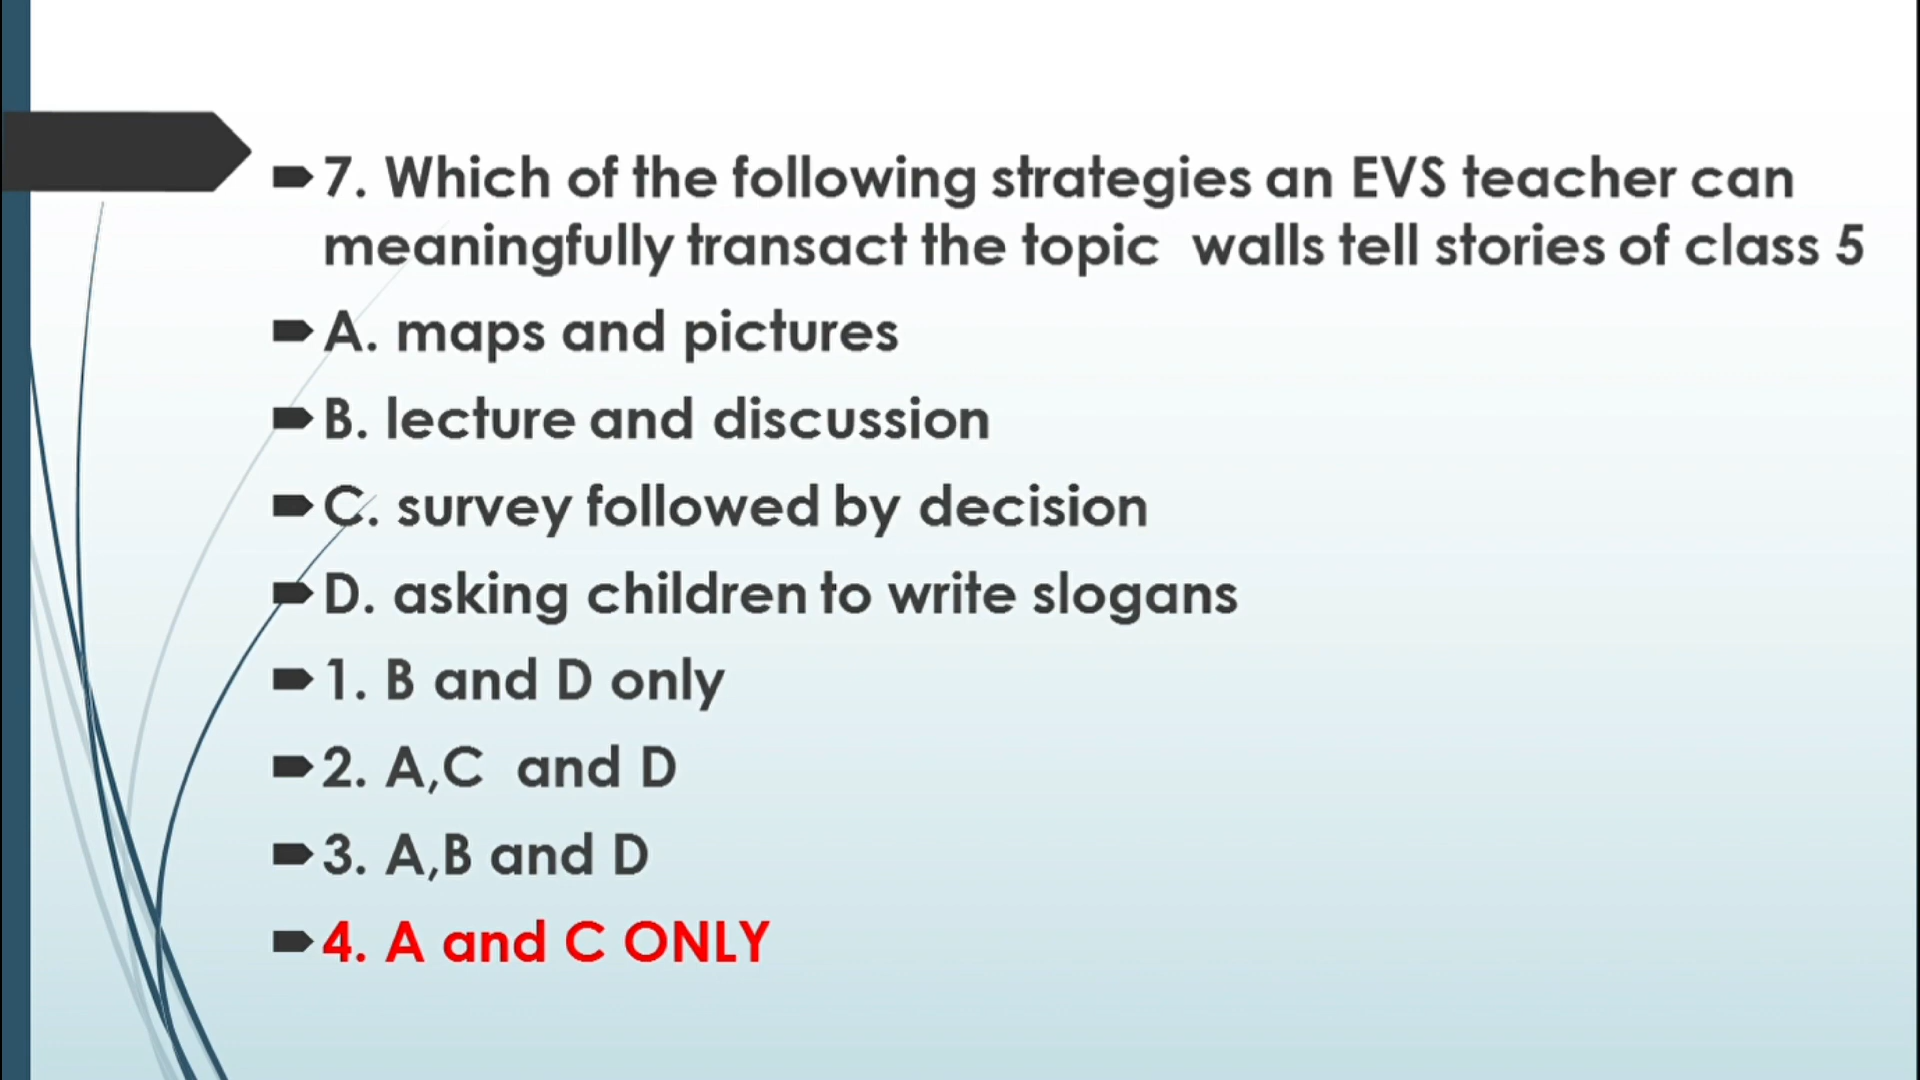 7. Which of the following strategies an EVS teacher can
meaningfully transact the topic walls tell stories of class 5
A. maps and pictures
B. lecture and discussion
C. survey followed by decision
D. asking children to write slogans
1. B and D only
2. A,C and D
3. A,B and D
4. A and C ONLY